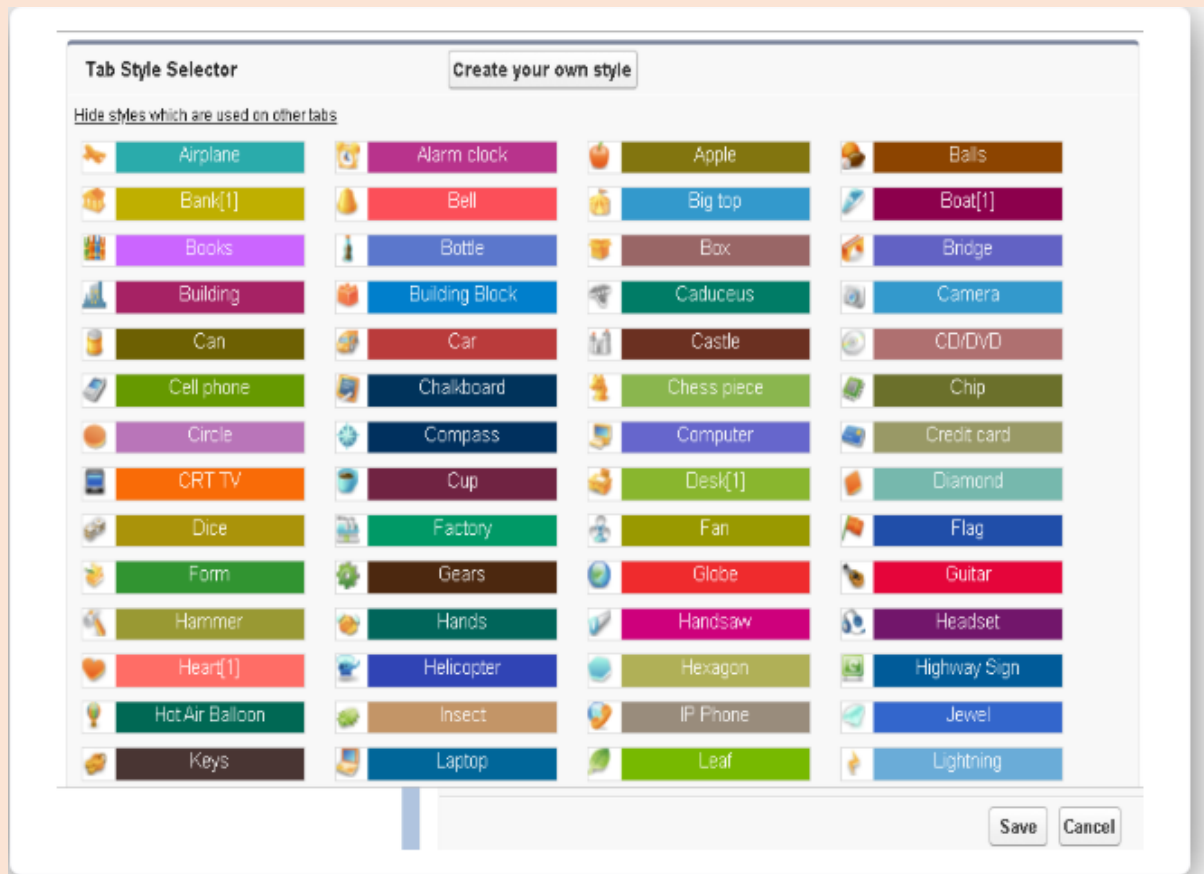 Tab Style Selector Create your own style
Hide styles which are used on other tabs
Airplane Alarm clock Apple Balls
Bank[1] Bell Big top Boat[1]
Books Bottle Box Bridge
Building Building Block Caduceus Camera
Can Car Castle CD/DVD
Cell phone Chalkboard Chess piece Chip
Circle Compass Computer Credit card
CRT TV Cup Desk[1] Diamond
Dice Factory Fan Flag
Form Gears Globe Guitar
Hammer Hands Handsaw Headset
Heart[1] Helicopter Hexagon Highway Sign
Hot Air Balloon Insect IP Phone Jewel
Keys Laptop Leaf Lightning
Save Cancel